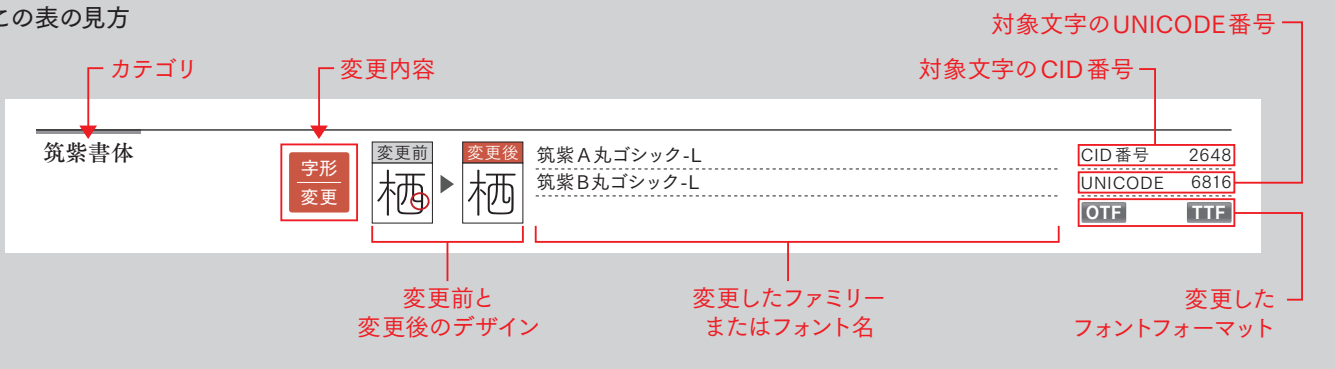 この表の見方
対象文字のUNICODE番号
カテゴリ
変更内容
対象文字のCID番号
筑紫書体
字形
変更
変更前
栖
変更後
栖
筑紫A丸ゴシック-L
筑紫B丸ゴシック-L
CID番号 2648
UNICODE 6816
OTF TTF
変更前と
変更後のデザイン
変更したファミリー
またはフォント名
変更した
フォントフォーマット